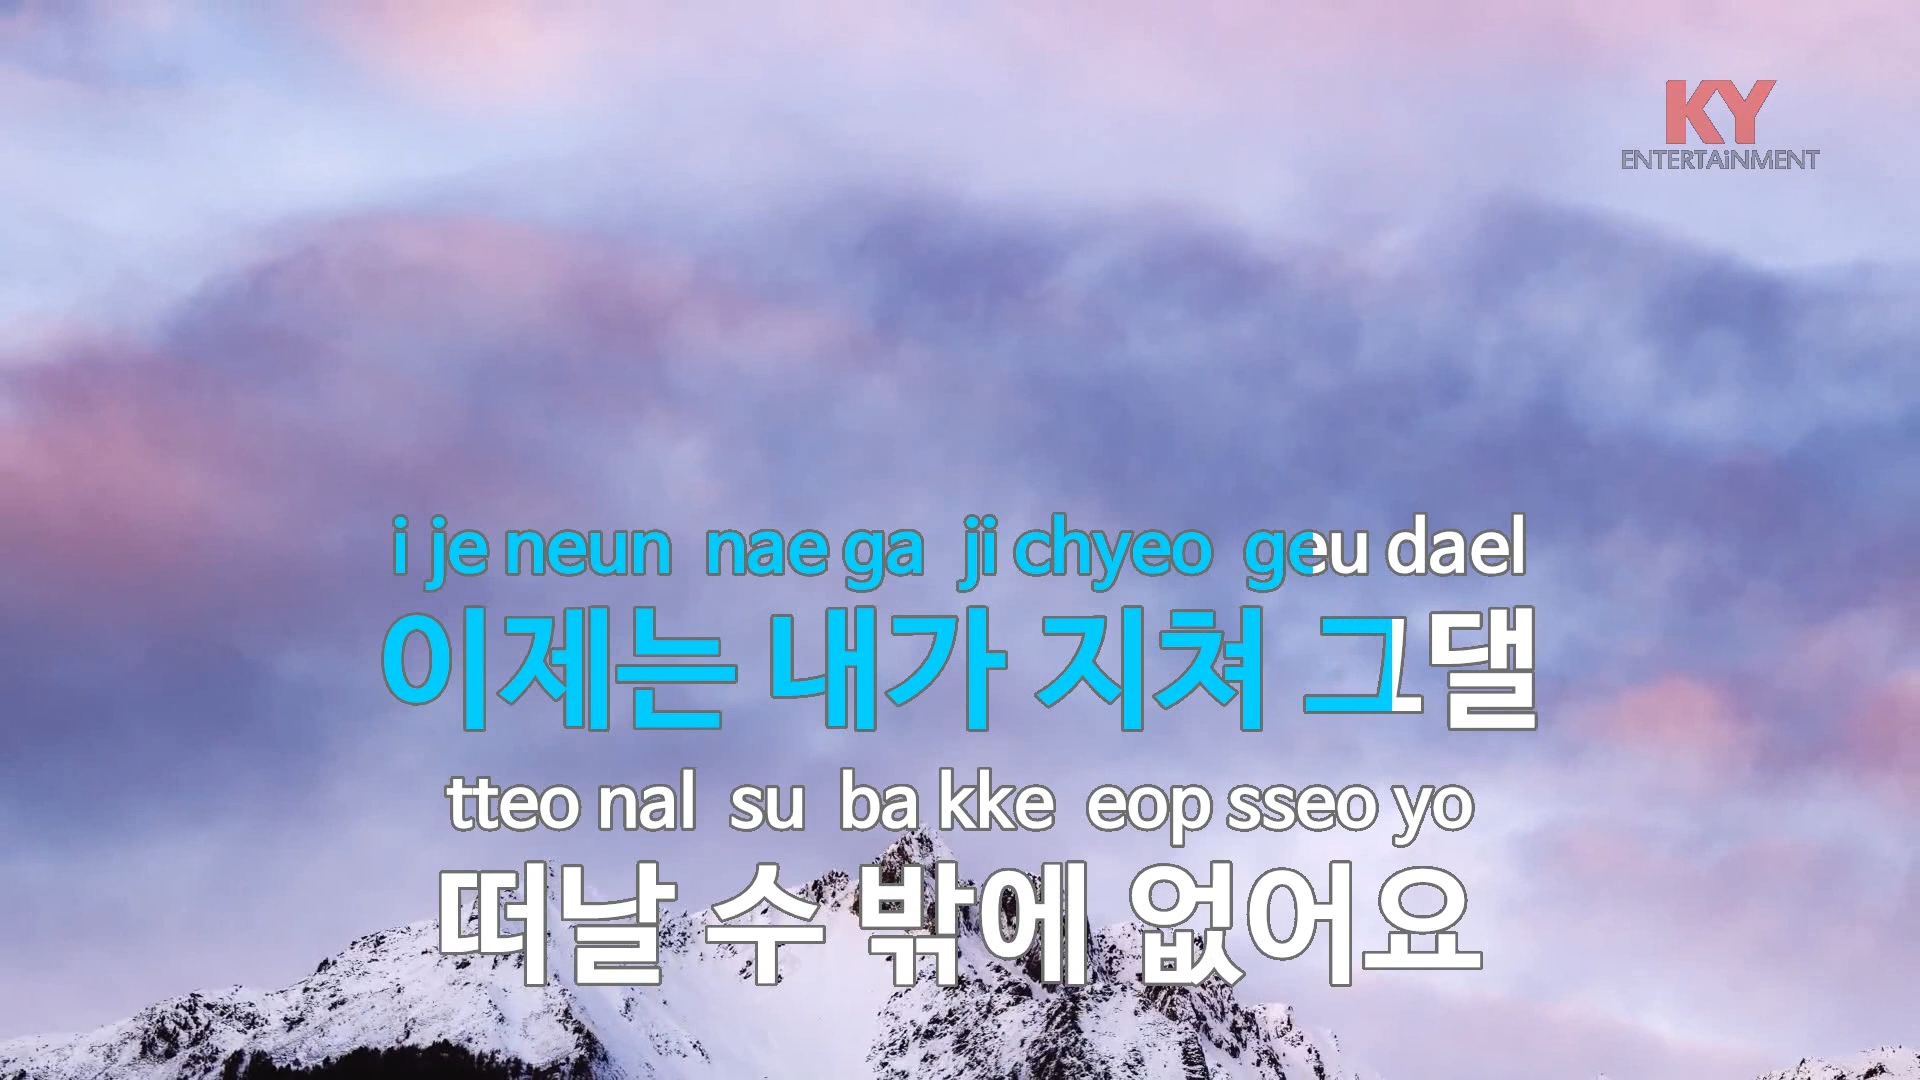 KY
ENTERTAiNMENT
i je neun nae ga ji chyeo geu dael
이제는 내가 지쳐 그댈
tteo nal su ba kke eop sseo yo
떠날 수 밖에 없어요